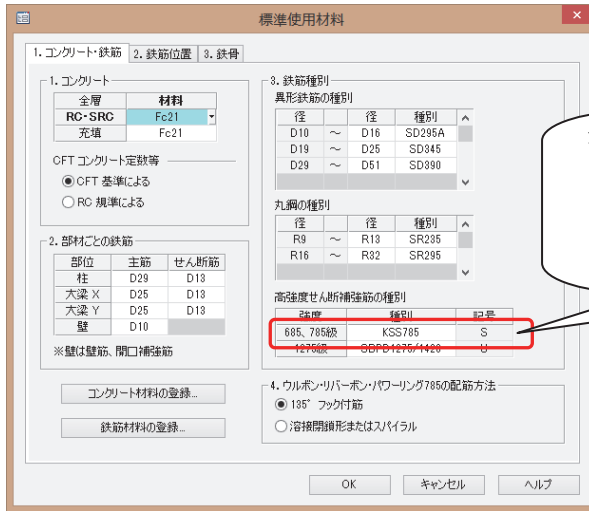 標準使用材料
1. コンクリート・鉄筋 2. 鉄筋位置 3. 鉄骨
1. コンクリート
全層 材料
RC・SRC Fc21
充填 Fc21
CFT コンクリート定数等
CFT 基準による
RC 規準による
2. 部材ごとの鉄筋
部位 主筋 せん断筋
柱 D29 D13
大梁 X D25 D13
大梁 Y D25 D13
壁 D10
※壁は壁筋、開口補強筋
コンクリート材料の登録...
鉄筋材料の登録...
3. 鉄筋種別
異形鉄筋の種別
径 径 種別
D10 ～ D16 SD295A
D19 ～ D25 SD345
D29 ～ D51 SD390
丸鋼の種別
径 径 種別
R9 ～ R13 SR235
R16 ～ R32 SR295
高強度せん断補強筋の種別
強度 種別 記号
685、785級 KSS785 S
1275級 SBPD1275/1420 U
4. ウルボン・リバーボン・パワーリング785の配筋方法
135° フック付筋
溶接閉鎖形またはスパイラル
OK キャンセル ヘルプ